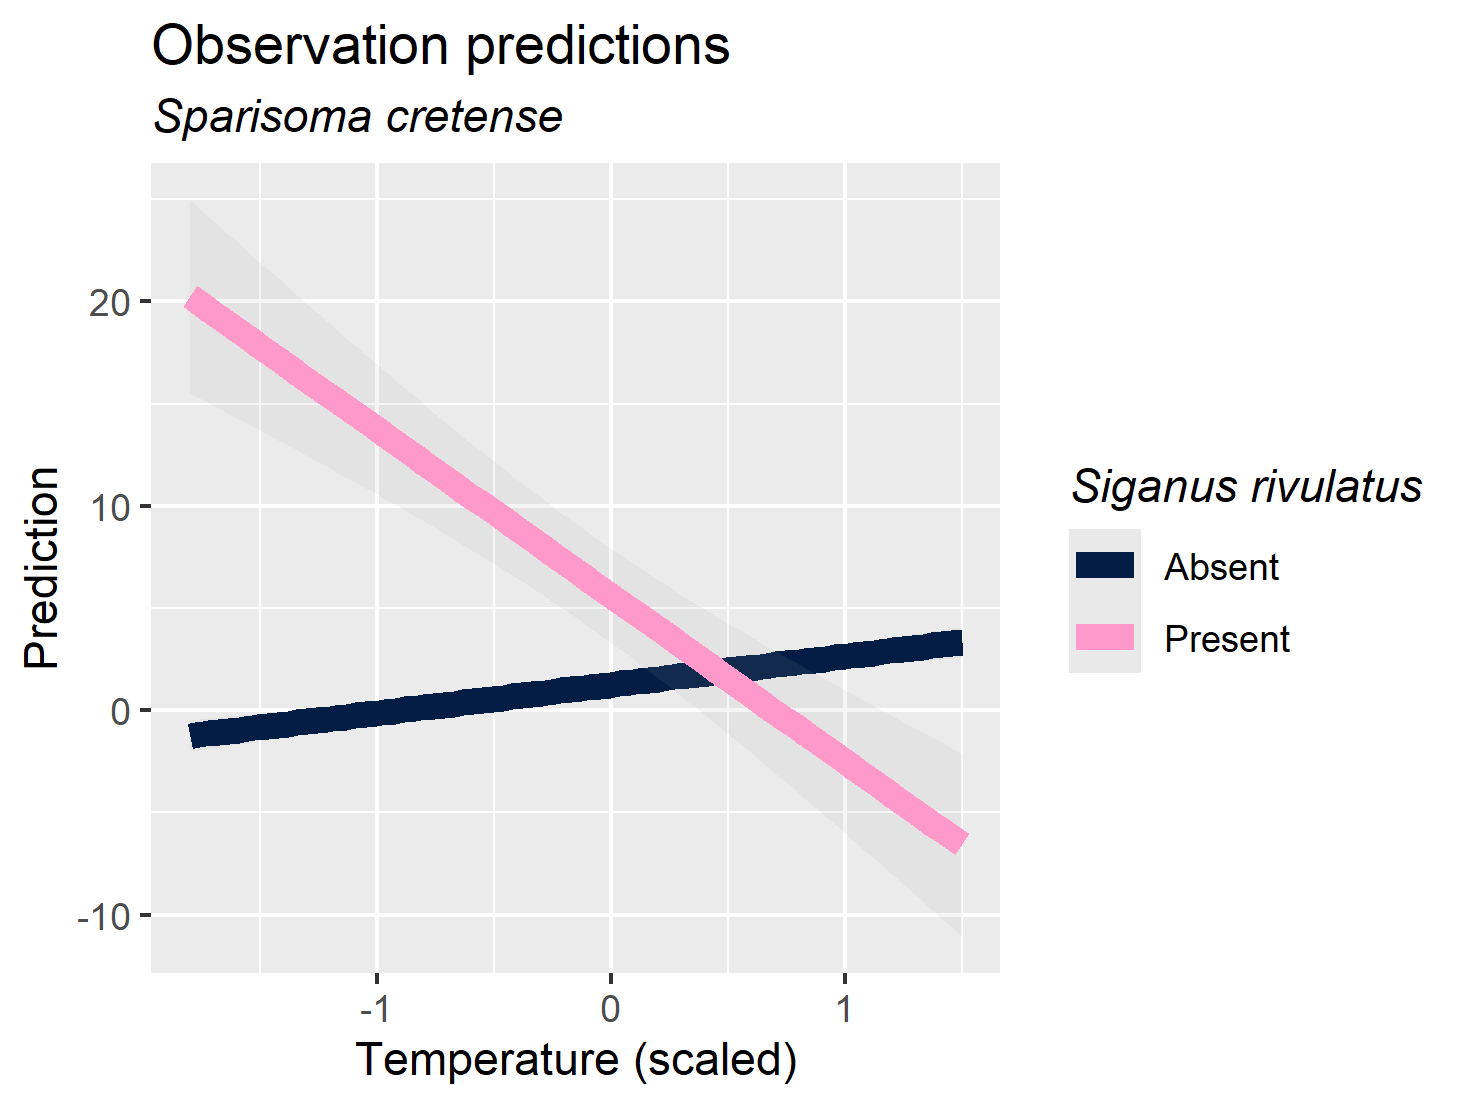 Observation predictions
Sparisoma cretense
Prediction
20
10
0
-10
-1
0
1
Temperature (scaled)
Siganus rivulatus
Absent
Present